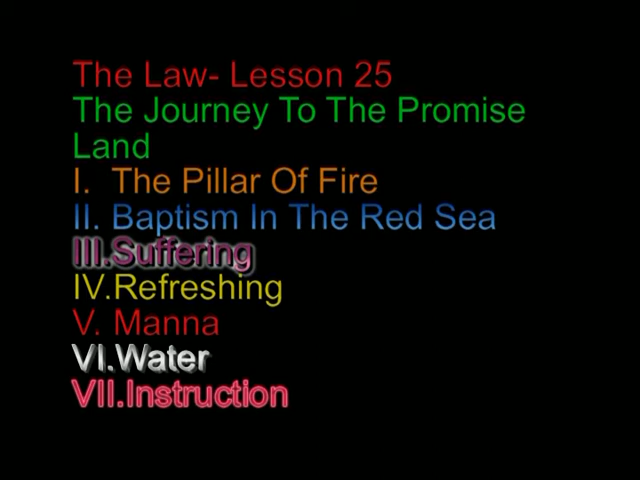 The Law- Lesson 25
The Journey To The Promise
Land
I.  The Pillar Of Fire
II. Baptism In The Red Sea
III.Suffering
IV.Refreshing
V. Manna
VI.Water
VII.Instruction